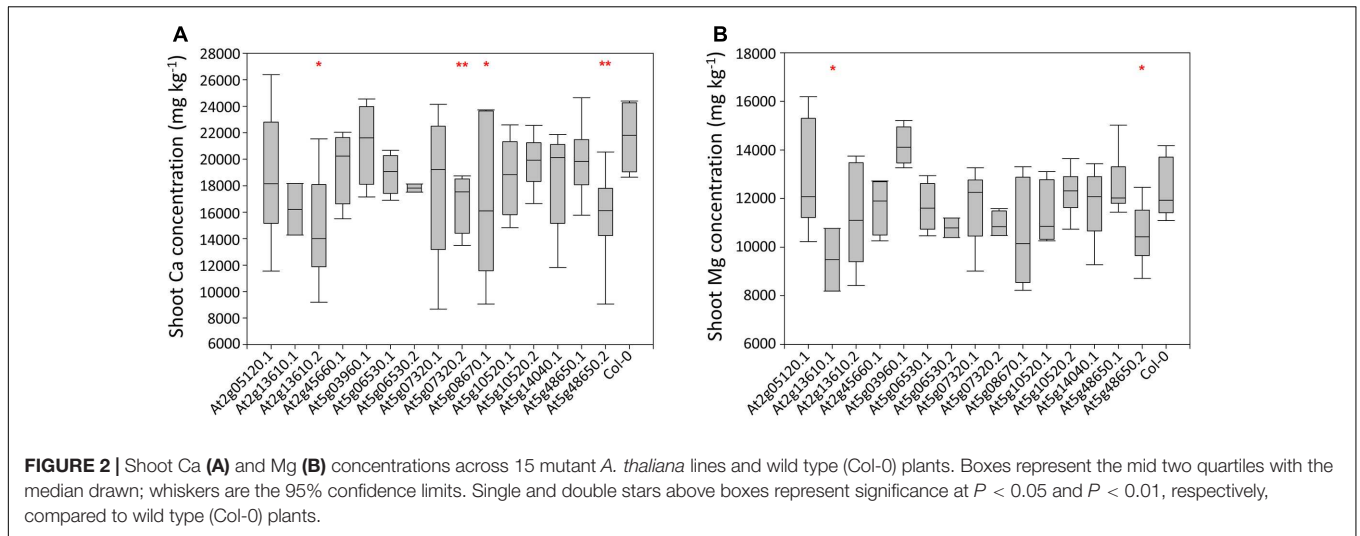 A
Shoot Ca concentration (mg kg⁻¹)
28000
26000
24000
22000
20000
18000
16000
14000
12000
10000
8000
6000
*
**
*
**
At2g05120.1
At2g13610.1
At2g13610.2
At2g45660.1
At5g03960.1
At5g06530.1
At5g06530.2
At5g07320.1
At5g07320.2
At5g08670.1
At5g10520.1
At5g10520.2
At5g14040.1
At5g48650.1
At5g48650.2
Col-0
B
Shoot Mg concentration (mg kg⁻¹)
18000
16000
14000
12000
10000
8000
6000
*
*
At2g05120.1
At2g13610.1
At2g13610.2
At2g45660.1
At5g03960.1
At5g06530.1
At5g06530.2
At5g07320.1
At5g07320.2
At5g08670.1
At5g10520.1
At5g10520.2
At5g14040.1
At5g48650.1
At5g48650.2
Col-0
FIGURE 2 | Shoot Ca (A) and Mg (B) concentrations across 15 mutant A. thaliana lines and wild type (Col-0) plants. Boxes represent the mid two quartiles with the
median drawn; whiskers are the 95% confidence limits. Single and double stars above boxes represent significance at P < 0.05 and P < 0.01, respectively,
compared to wild type (Col-0) plants.